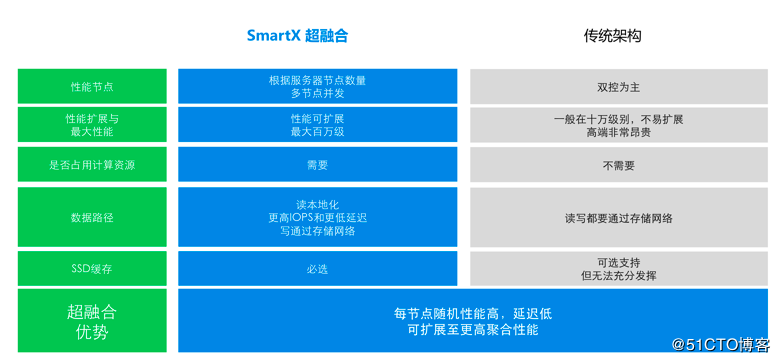 SmartX 超融合
传统架构
性能节点
根据服务器节点数量
多节点并发
双控为主
性能扩展与
最大性能
性能可扩展
最大百万级
一般在十万级别，不易扩展
高端非常昂贵
是否占用计算资源
需要
不需要
数据路径
读本地化
更高IOPS和更低延迟
写通过存储网络
读写都要通过存储网络
SSD缓存
必选
可选支持
但无法充分发挥
超融合
优势
每节点随机性能高，延迟低
可扩展至更高聚合性能
@51CTO博客